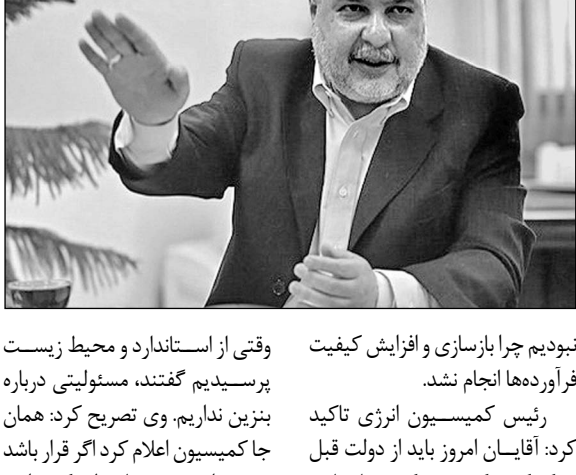 نبودیم چرا بازسازی و افزایش کیفیت
فرآورده‌ها انجام نشد.
رئیس کمیسیون انرژی تاکید
کرد: آقایان امروز باید از دولت قبل
وقتی از استاندارد و محیط زیست
پرسیدیم گفتند، مسئولیتی درباره
بنزین نداریم. وی تصریح کرد: همان
جا کمیسیون اعلام کرد اگر قرار باشد